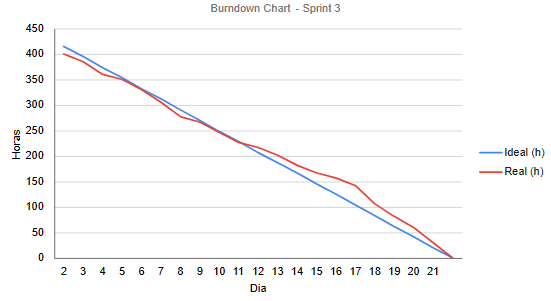 Burndown Chart - Sprint 3
450
400
350
300
250
200
150
100
50
0
Horas
2 3 4 5 6 7 8 9 10 11 12 13 14 15 16 17 18 19 20 21
Dia
Ideal (h)
Real (h)